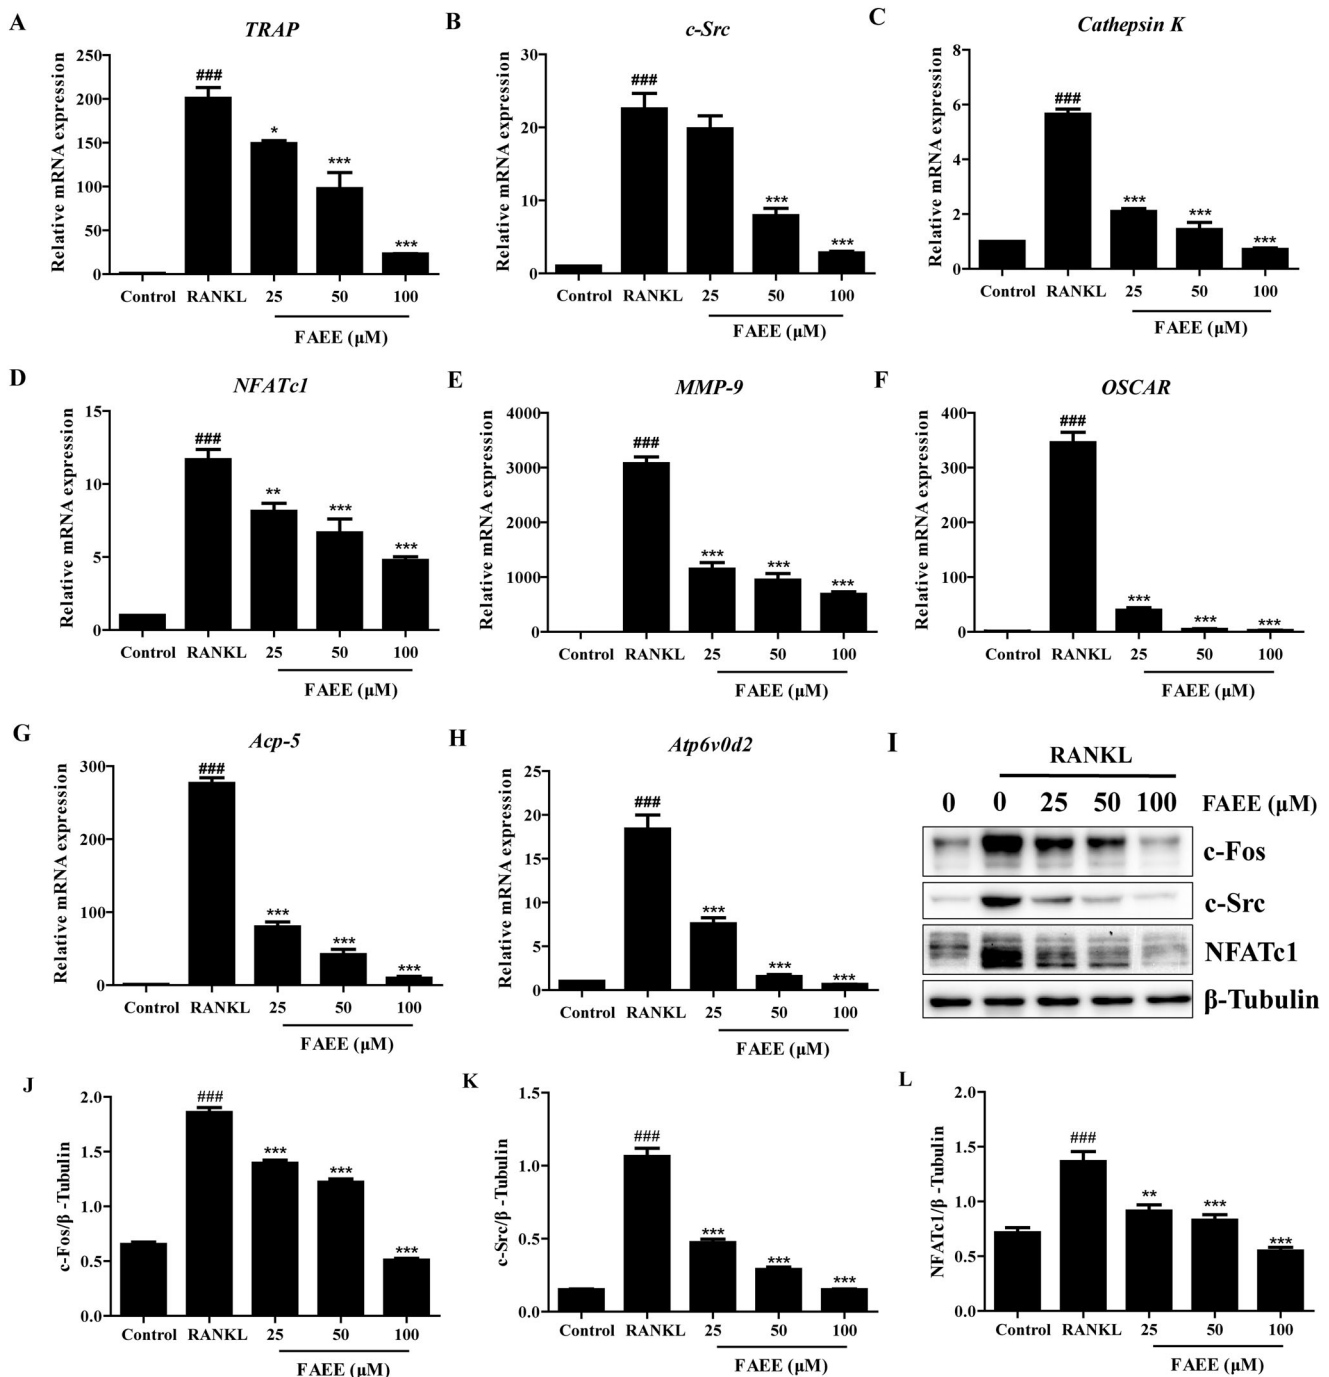 A
TRAP
Relative mRNA expression
250
200
150
100
50
0
###
*
***
***
Control RANKL 25 50 100
FAEE (μM)
B
c-Src
Relative mRNA expression
30
20
10
0
###
***
***
Control RANKL 25 50 100
FAEE (μM)
C
Cathepsin K
Relative mRNA expression
8
6
4
2
0
###
***
***
***
Control RANKL 25 50 100
FAEE (μM)
D
NFATc1
Relative mRNA expression
15
10
5
0
###
**
***
***
Control RANKL 25 50 100
FAEE (μM)
E
MMP-9
Relative mRNA expression
4000
3000
2000
1000
0
###
***
***
***
Control RANKL 25 50 100
FAEE (μM)
F
OSCAR
Relative mRNA expression
400
300
200
100
0
###
***
***
***
Control RANKL 25 50 100
FAEE (μM)
G
Acp-5
Relative mRNA expression
300
200
100
0
###
***
***
***
Control RANKL 25 50 100
FAEE (μM)
H
Atp6v0d2
Relative mRNA expression
25
20
15
10
5
0
###
***
***
***
Control RANKL 25 50 100
FAEE (μM)
I
RANKL
0 0 25 50 100 FAEE (μM)
c-Fos
c-Src
NFATc1
β-Tubulin
J
c-Fos/β -Tubulin
2.0
1.5
1.0
0.5
0.0
###
***
***
***
Control RANKL 25 50 100
FAEE (μM)
K
c-Src/β -Tubulin
1.5
1.0
0.5
0.0
###
***
***
***
Control RANKL 25 50 100
FAEE (μM)
L
NFATc1/β -Tubulin
2.0
1.5
1.0
0.5
0.0
###
**
***
***
Control RANKL 25 50 100
FAEE (μM)